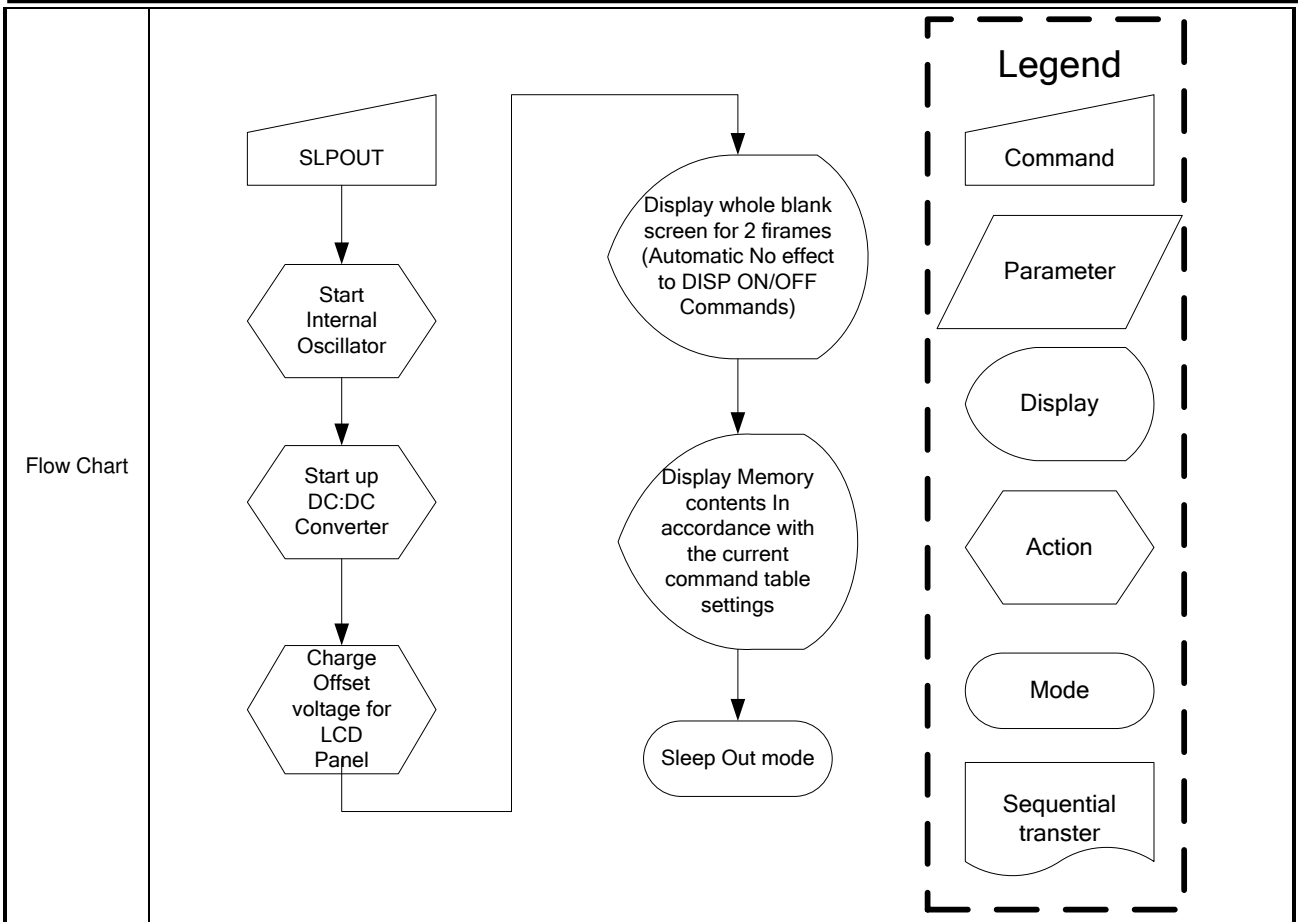 Flow Chart
SLPOUT
Start
Internal
Oscillator
Start up
DC:DC
Converter
Charge
Offset
voltage for
LCD
Panel
Display whole blank
screen for 2 firames
(Automatic No effect
to DISP ON/OFF
Commands)
Display Memory
contents In
accordance with
the current
command table
settings
Sleep Out mode
Legend
Command
Parameter
Display
Action
Mode
Sequential
transter